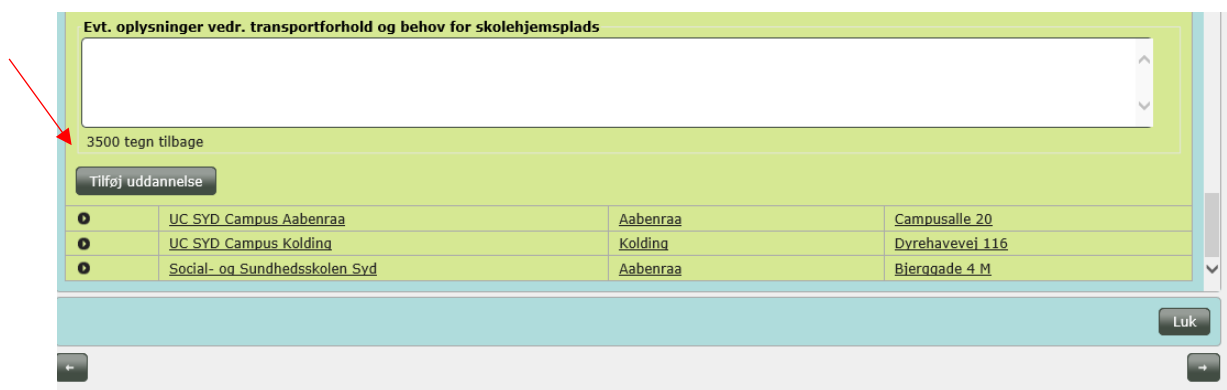 Evt. oplysninger vedr. transportforhold og behov for skolehjemsplads
3500 tegn tilbage
Tilføj uddannelse
UC SYD Campus Aabenraa Aabenraa Campusalle 20
UC SYD Campus Kolding Kolding Dyrehavevej 116
Social- og Sundhedsskolen Syd Aabenraa Bjerggade 4 M
Luk